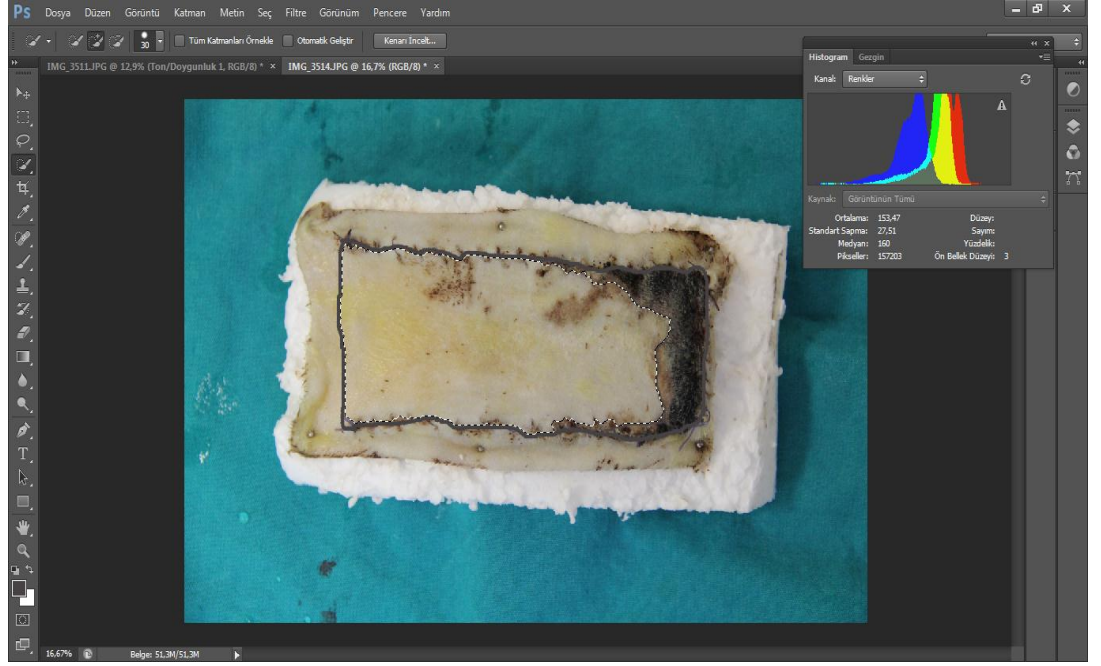 Ps Dosya Düzen Görüntü Katman Metin Seç Filtre Görünüm Pencere Yardım
30 Tüm Katmanları Örnekle Otomatik Geliştir Kenarı İncelt...
IMG_3511.JPG @ 12,9% (Ton/Doygunluk 1, RGB/8) * × IMG_3514.JPG @ 16,7% (RGB/8) * ×
Histogram Gezgin
Kanal: Renkler
Kaynak: Görüntünün Tümü
Ortalama: 153,47 Düzey:
Standart Sapma: 27,51 Sayım:
Medyan: 160 Yüzdelik:
Pikseller: 157203 Ön Bellek Düzeyi: 3
16,67% Belge: 51,3M/51,3M